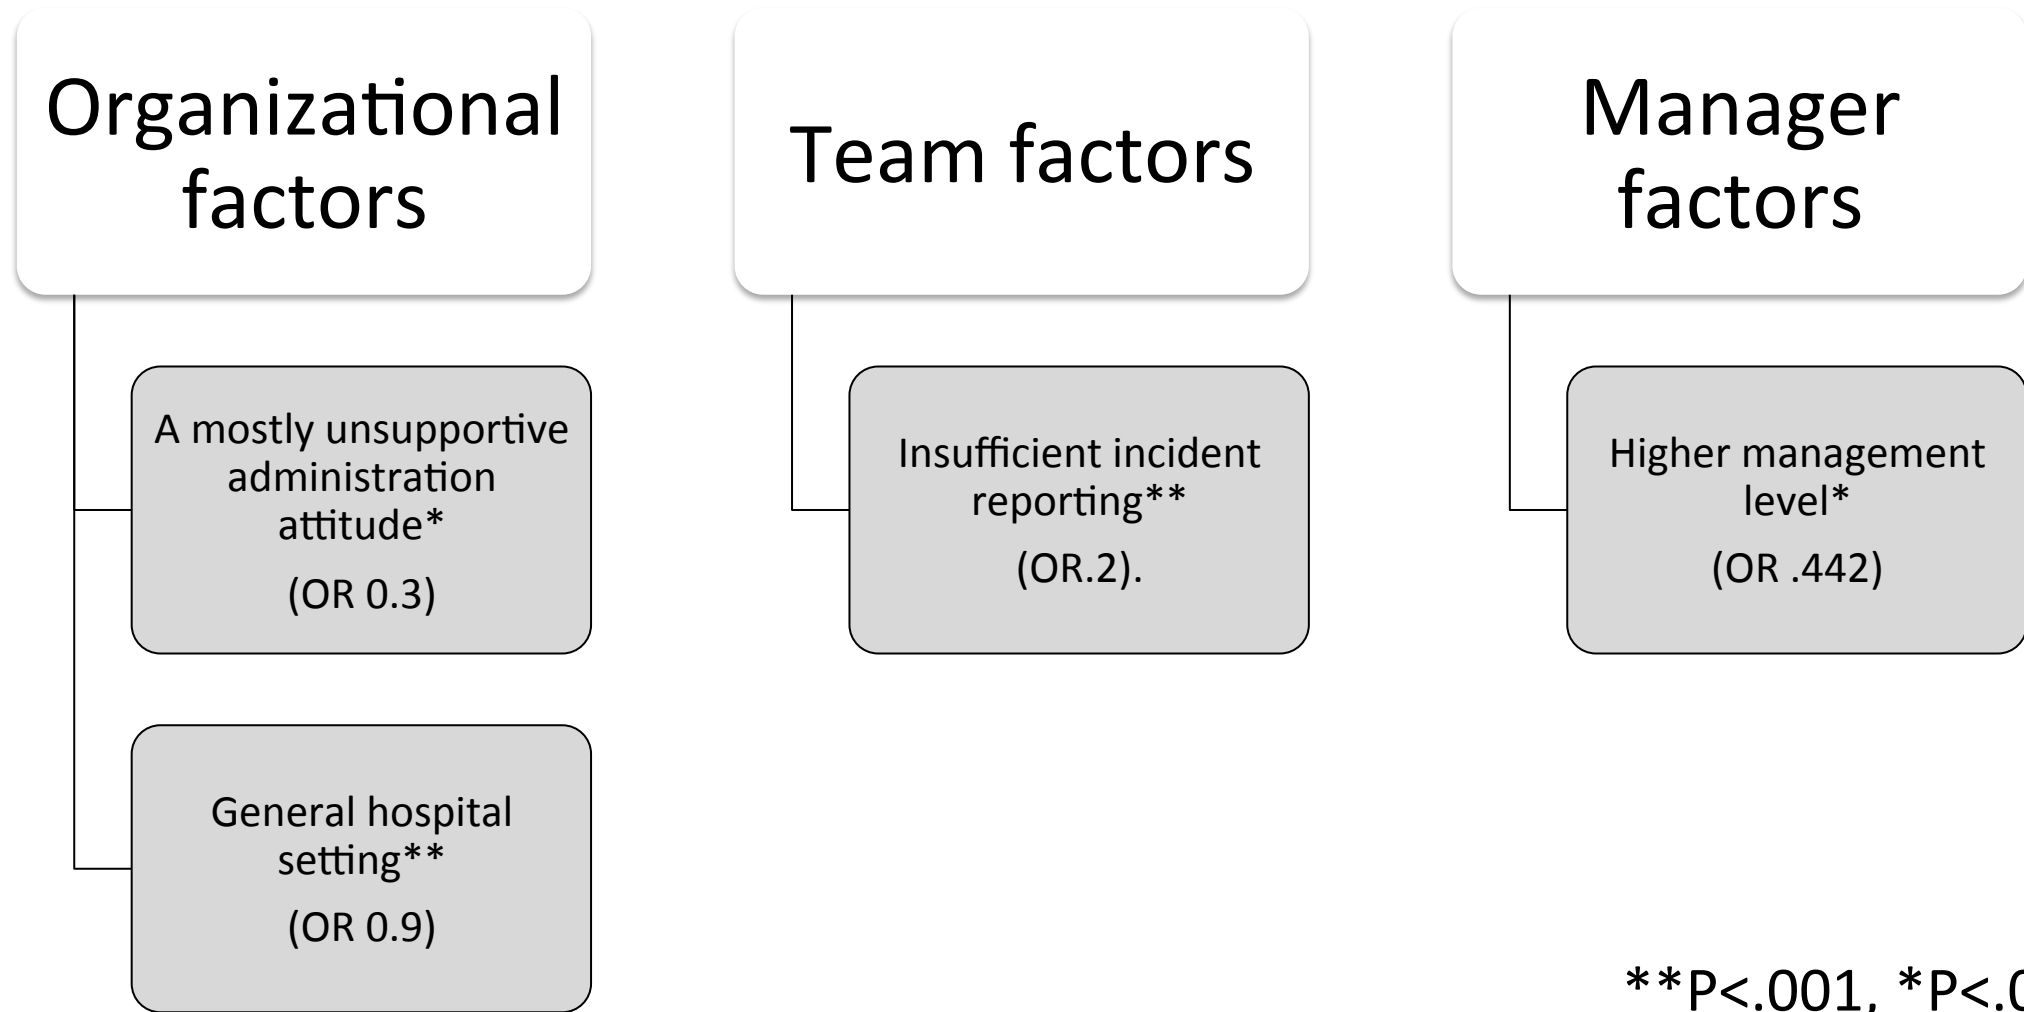 Organizational
factors
A mostly unsupportive
administration
attitude*
(OR 0.3)
General hospital
setting**
(OR 0.9)
Team factors
Insufficient incident
reporting**
(OR.2).
Manager
factors
Higher management
level*
(OR .442)
**P<.001, *P<.0